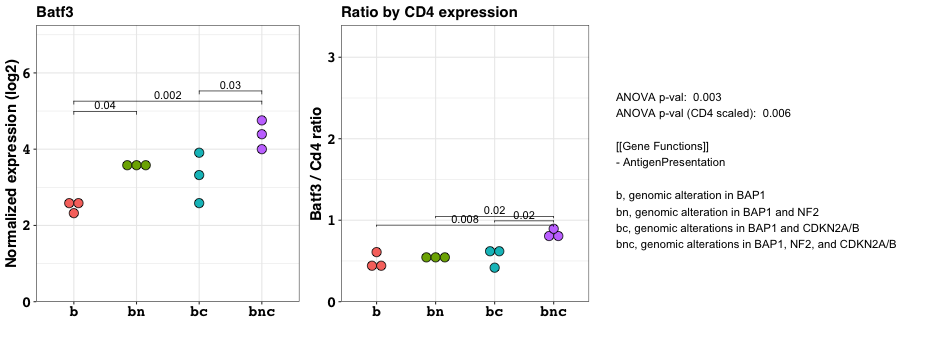 Batf3
Normalized expression (log2)
6
4
2
0
0.03
0.002
0.04
b
bn
bc
bnc
Ratio by CD4 expression
Batf3 / Cd4 ratio
3
2
1
0
0.02
0.008
0.02
b
bn
bc
bnc
ANOVA p-val: 0.003
ANOVA p-val (CD4 scaled): 0.006
[[Gene Functions]]
- AntigenPresentation
b, genomic alteration in BAP1
bn, genomic alteration in BAP1 and NF2
bc, genomic alterations in BAP1 and CDKN2A/B
bnc, genomic alterations in BAP1, NF2, and CDKN2A/B